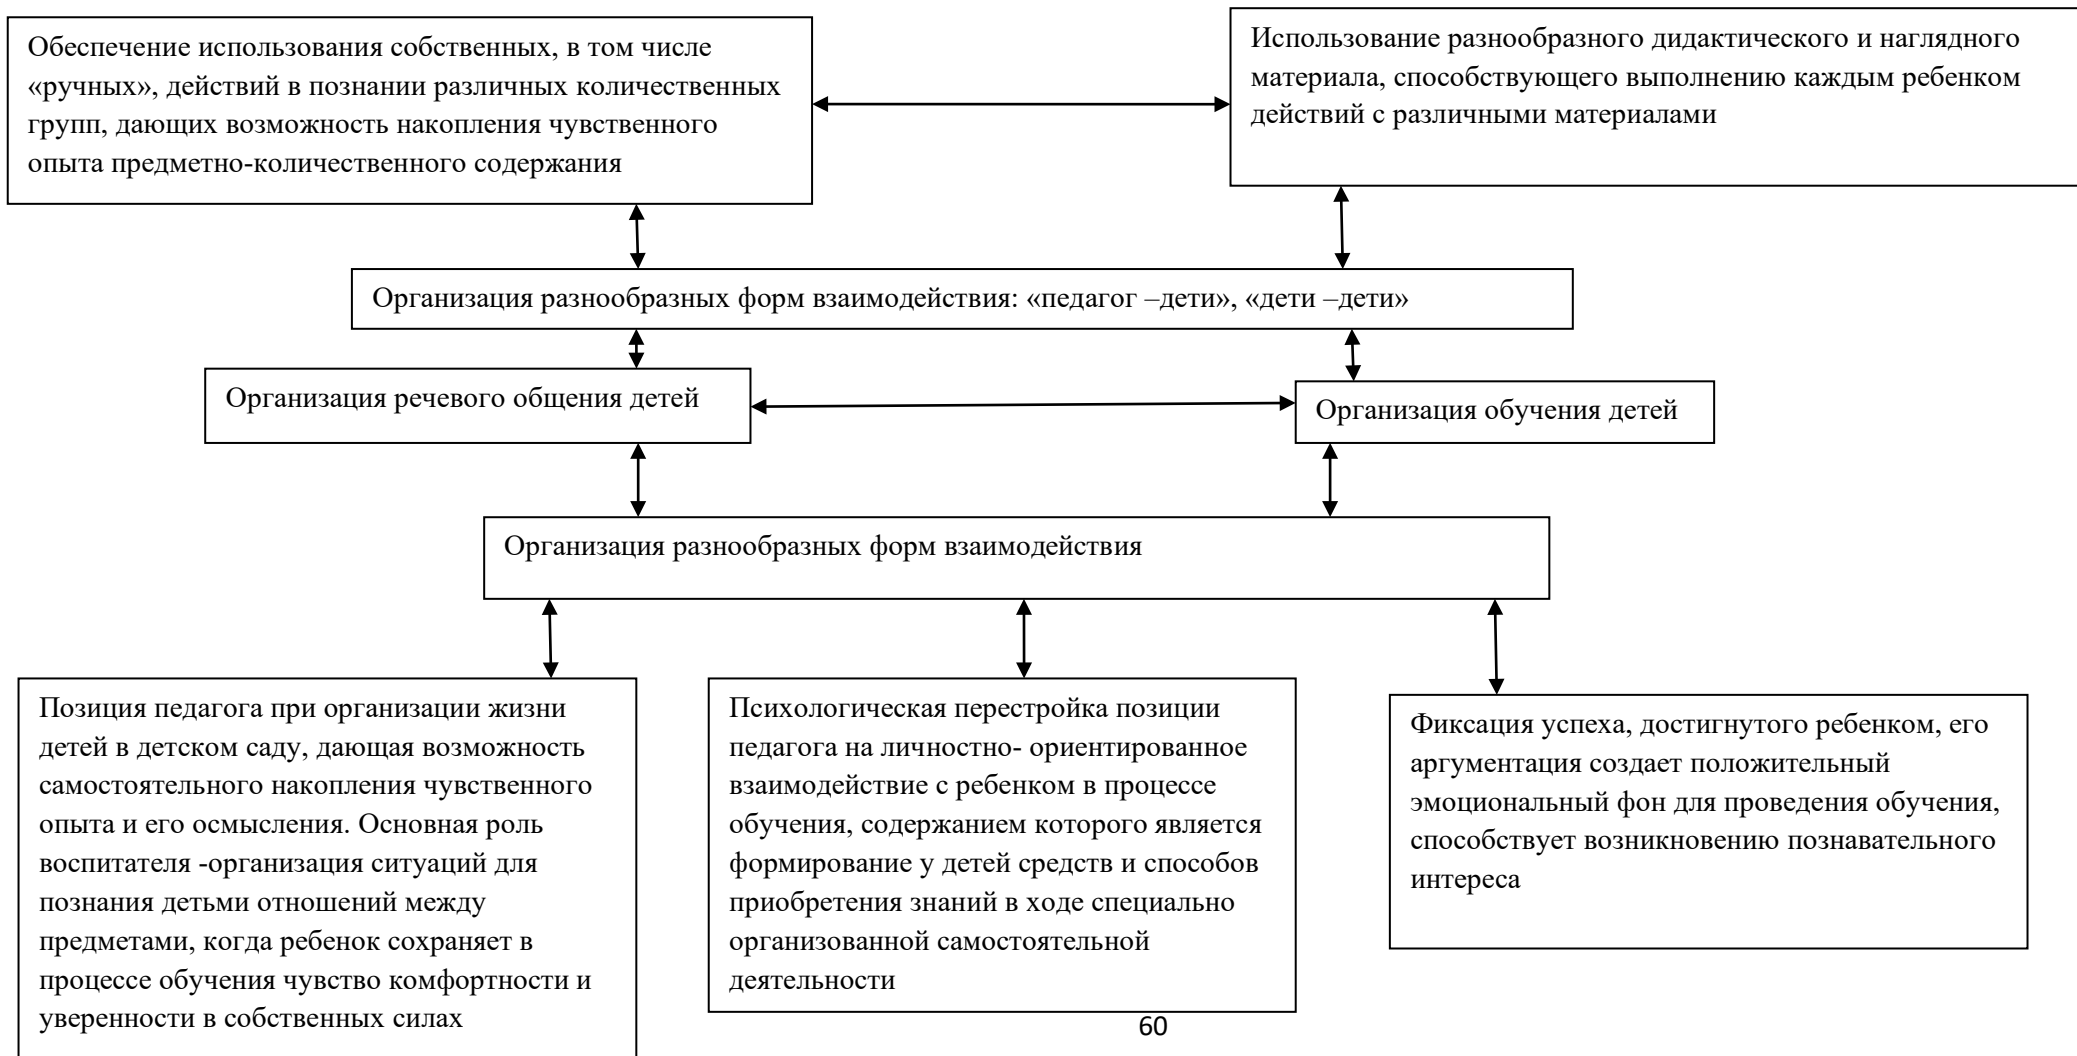 Обеспечение использования собственных, в том числе
«ручных», действий в познании различных количественных
групп, дающих возможность накопления чувственного
опыта предметно-количественного содержания
Использование разнообразного дидактического и наглядного
материала, способствующего выполнению каждым ребенком
действий с различными материалами
Организация разнообразных форм взаимодействия: «педагог –дети», «дети –дети»
Организация речевого общения детей
Организация обучения детей
Организация разнообразных форм взаимодействия
Позиция педагога при организации жизни
детей в детском саду, дающая возможность
самостоятельного накопления чувственного
опыта и его осмысления. Основная роль
воспитателя -организация ситуаций для
познания детьми отношений между
предметами, когда ребенок сохраняет в
процессе обучения чувство комфортности и
уверенности в собственных силах
Психологическая перестройка позиции
педагога на личностно- ориентированное
взаимодействие с ребенком в процессе
обучения, содержанием которого является
формирование у детей средств и способов
приобретения знаний в ходе специально
организованной самостоятельной
деятельности
Фиксация успеха, достигнутого ребенком, его
аргументация создает положительный
эмоциональный фон для проведения обучения,
способствует возникновению познавательного
интереса
60